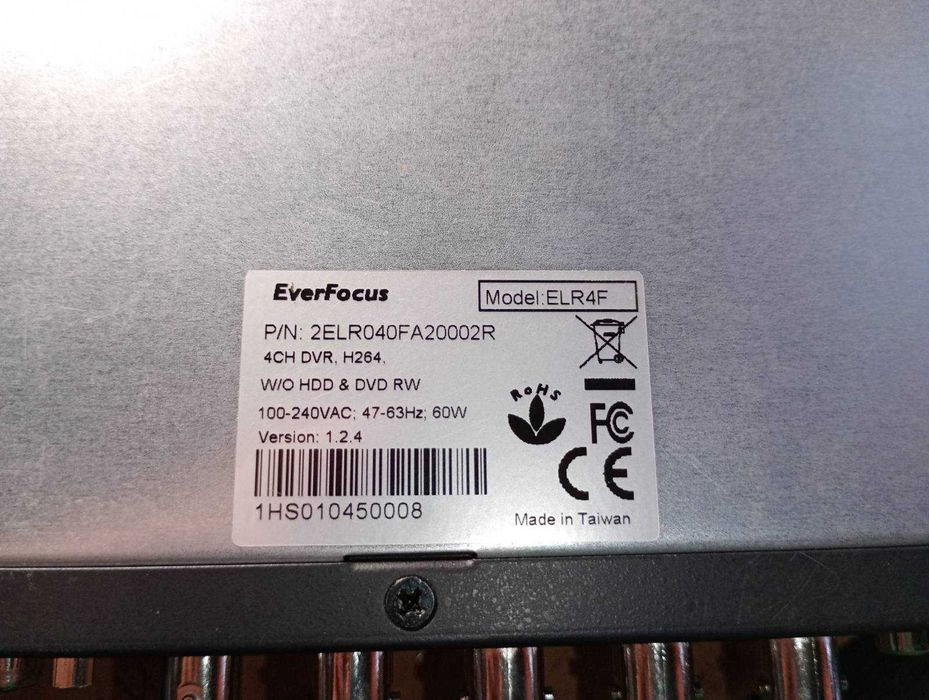 EverFocus
Model:ELR4F
P/N: 2ELR040FA20002R
4CH DVR, H264,
W/O HDD & DVD RW
100-240VAC; 47-63Hz; 60W
Version: 1.2.4
1HS010450008
RoHS
FC
CE
Made in Taiwan